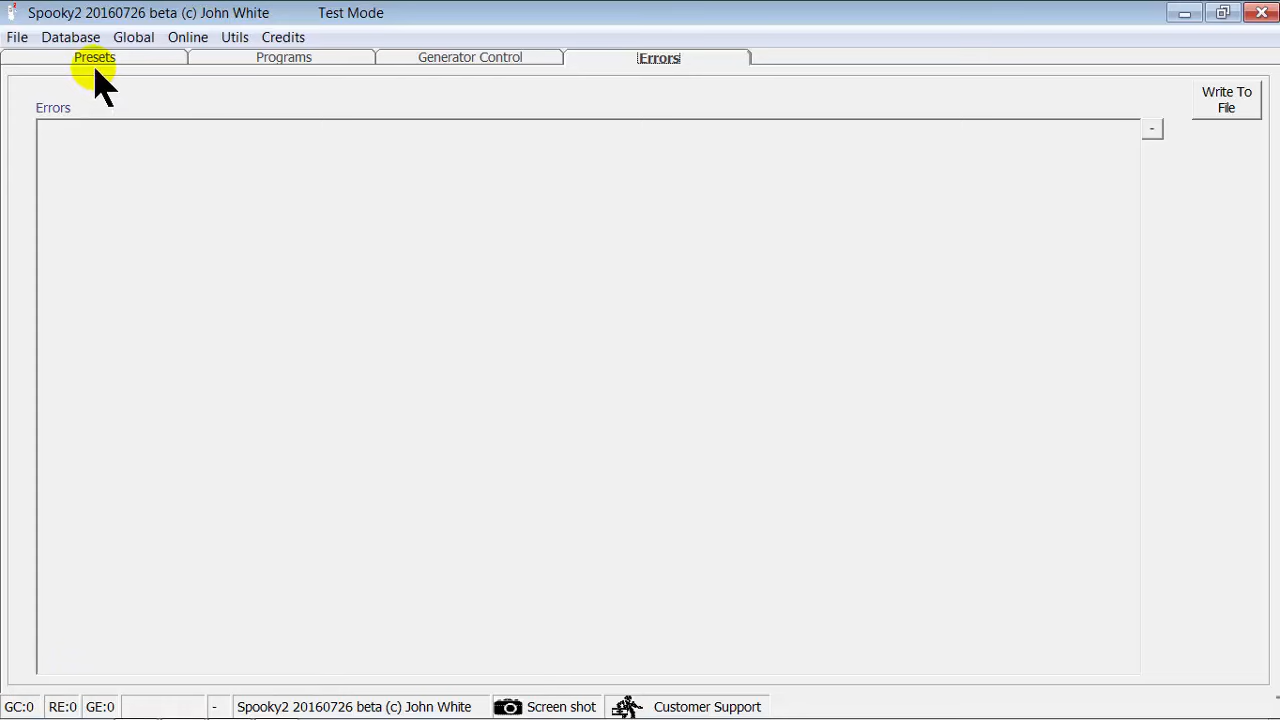 Spooky2 20160726 beta (c) John White Test Mode
File Database Global Online Utils Credits
Presets Programs Generator Control Errors
Write To
File
Errors
-
GC:0 RE:0 GE:0 - Spooky2 20160726 beta (c) John White Screen shot Customer Support